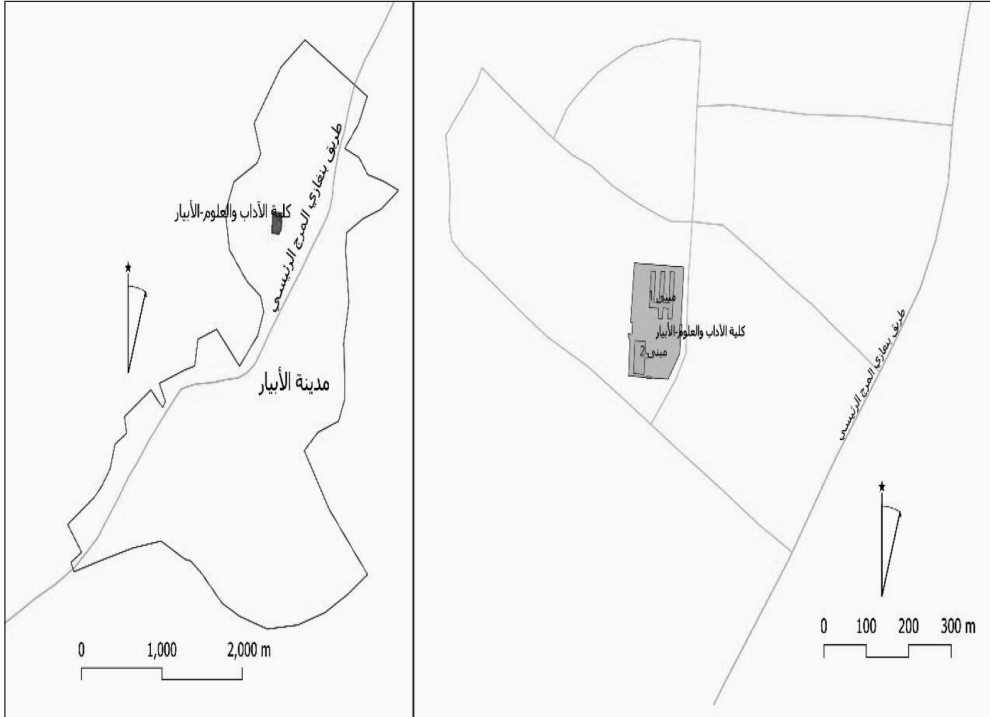 طريق بنغازي المرج الرئيسي
كلية الآداب والعلوم-الأبيار
مدينة الأبيار
0 1,000 2,000 m
مبنى 1
كلية الآداب والعلوم-الأبيار
مبنى-2
طريق بنغازي المرج الرئيسي
0 100 200 300 m